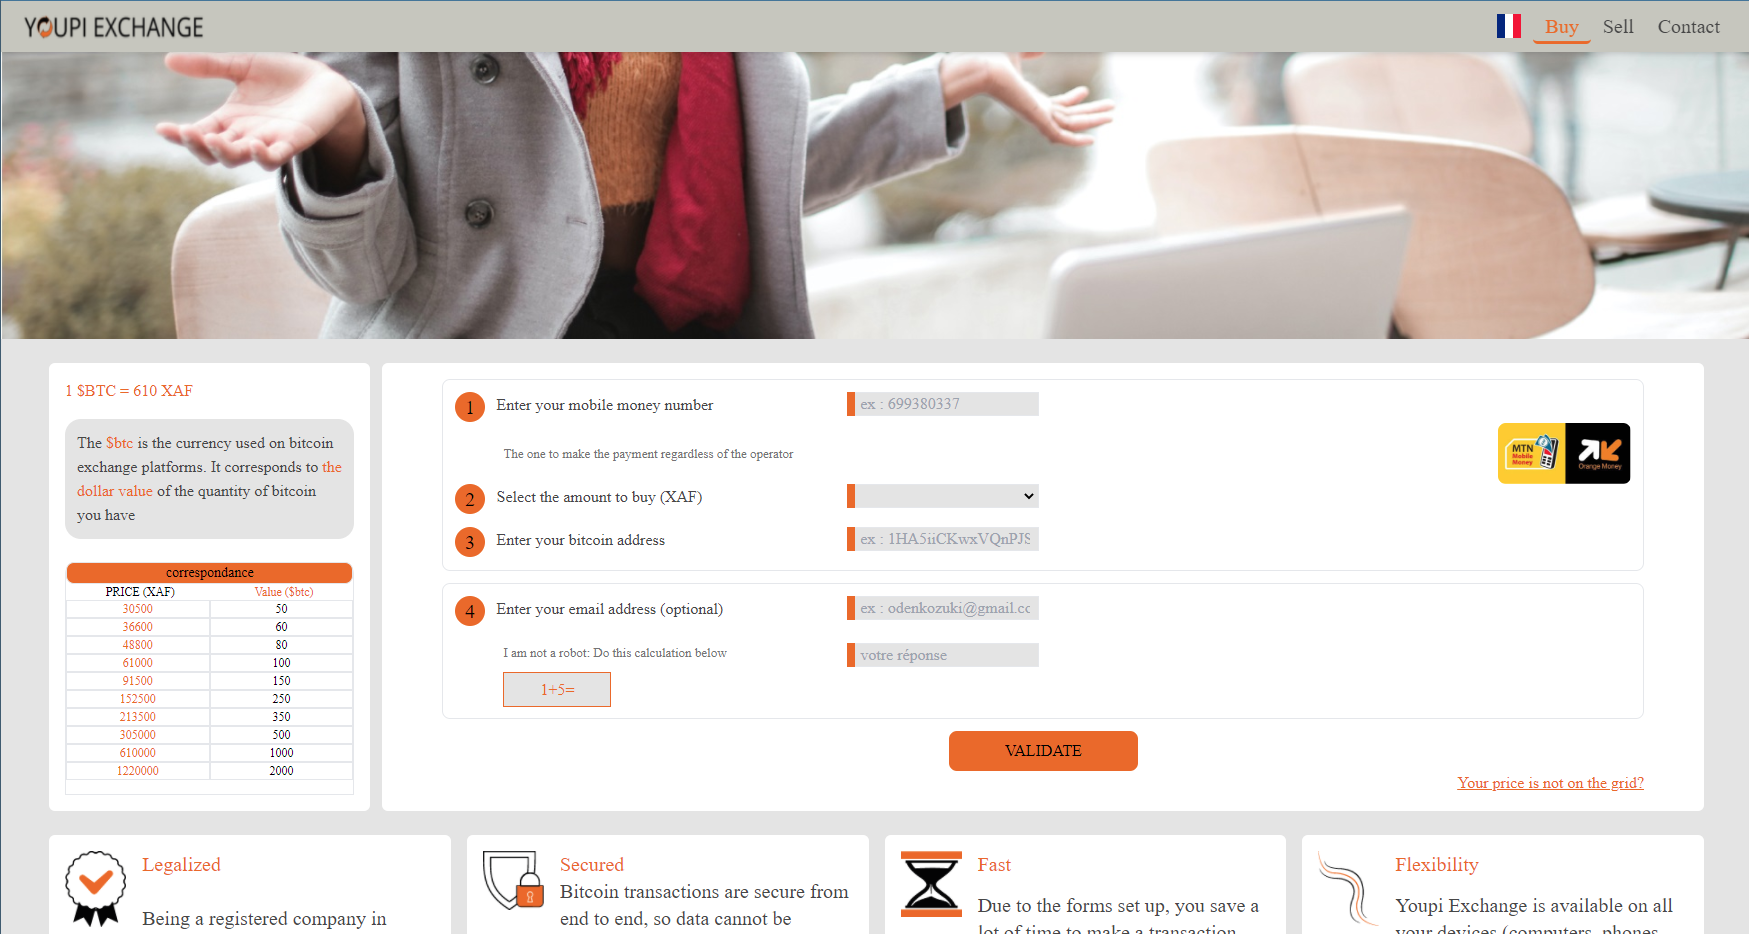 YOUPI EXCHANGE
Buy
Sell
Contact
1 $BTC = 610 XAF
The $btc is the currency used on bitcoin
exchange platforms. It corresponds to the
dollar value of the quantity of bitcoin
you have
correspondance
PRICE (XAF) Value ($btc)
30500 50
36600 60
48800 80
61000 100
91500 150
152500 250
213500 350
305000 500
610000 1000
1220000 2000
1 Enter your mobile money number ex : 699380337
The one to make the payment regardless of the operator
MTN
Mobile
Money
Orange Money
2 Select the amount to buy (XAF)
3 Enter your bitcoin address ex : 1HA5iiCKwxVQnPJS
4 Enter your email address (optional) ex : odenkozuki@gmail.cc
I am not a robot: Do this calculation below votre réponse
1+5=
VALIDATE
Your price is not on the grid?
Legalized
Being a registered company in
Secured
Bitcoin transactions are secure from
end to end, so data cannot be
Fast
Due to the forms set up, you save a
lot of time to make a transaction
Flexibility
Youpi Exchange is available on all
your devices (computers, phones